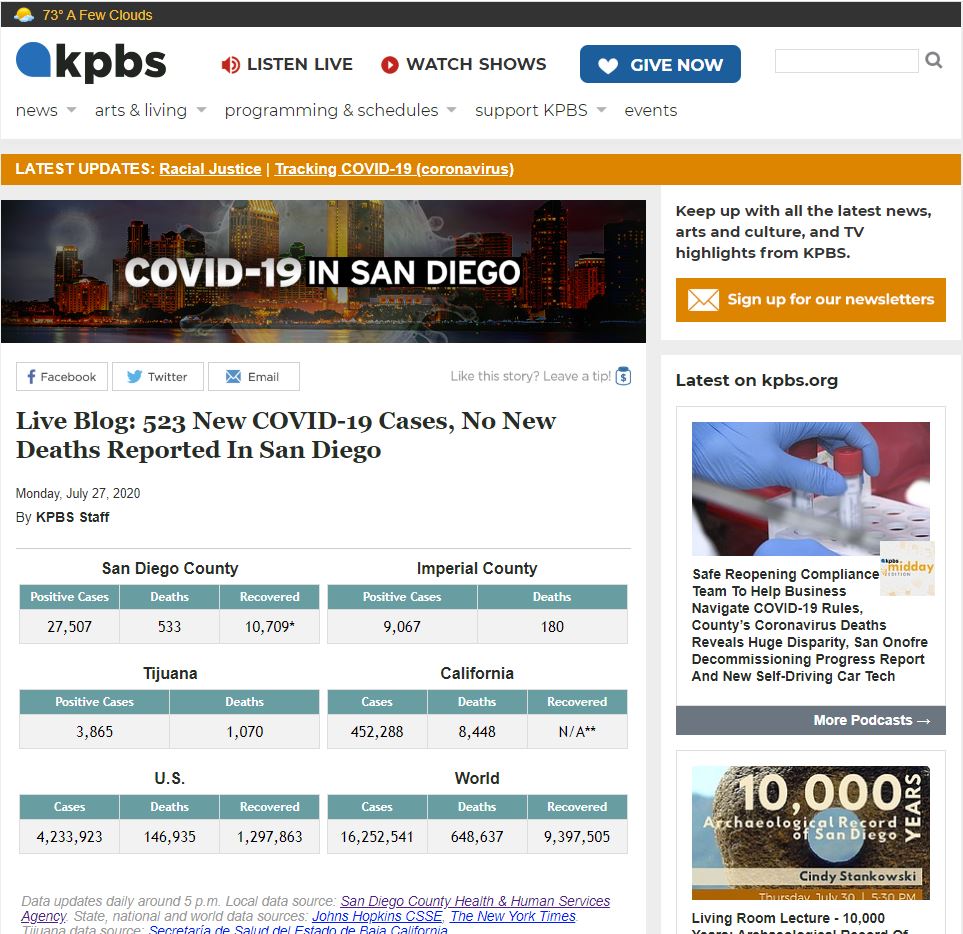 73° A Few Clouds
kpbs
LISTEN LIVE
WATCH SHOWS
GIVE NOW
news
arts & living
programming & schedules
support KPBS
events
LATEST UPDATES: Racial Justice | Tracking COVID-19 (coronavirus)
COVID-19 IN SAN DIEGO
Facebook
Twitter
Email
Like this story? Leave a tip!
Live Blog: 523 New COVID-19 Cases, No New
Deaths Reported In San Diego
Monday, July 27, 2020
By KPBS Staff
San Diego County
Positive Cases Deaths Recovered
27,507 533 10,709*
Imperial County
Positive Cases Deaths
9,067 180
Tijuana
Positive Cases Deaths
3,865 1,070
California
Cases Deaths Recovered
452,288 8,448 N/A**
U.S.
Cases Deaths Recovered
4,233,923 146,935 1,297,863
World
Cases Deaths Recovered
16,252,541 648,637 9,397,505
Data updates daily around 5 p.m. Local data source: San Diego County Health & Human Services
Agency. State, national and world data sources: Johns Hopkins CSSE, The New York Times.
Tijuana data source: Secretaría de Salud del Estado de Baja California
Keep up with all the latest news,
arts and culture, and TV
highlights from KPBS.
Sign up for our newsletters
Latest on kpbs.org
kpbs
midday
EDITION
Safe Reopening Compliance
Team To Help Business
Navigate COVID-19 Rules,
County's Coronavirus Deaths
Reveals Huge Disparity, San Onofre
Decommissioning Progress Report
And New Self-Driving Car Tech
More Podcasts →
10,000
YEARS
Archaeological Record
of San Diego
Cindy Stankowski
Thursday, July 30 | 5:30 PM
Living Room Lecture - 10,000
Years: Archaeological Record Of